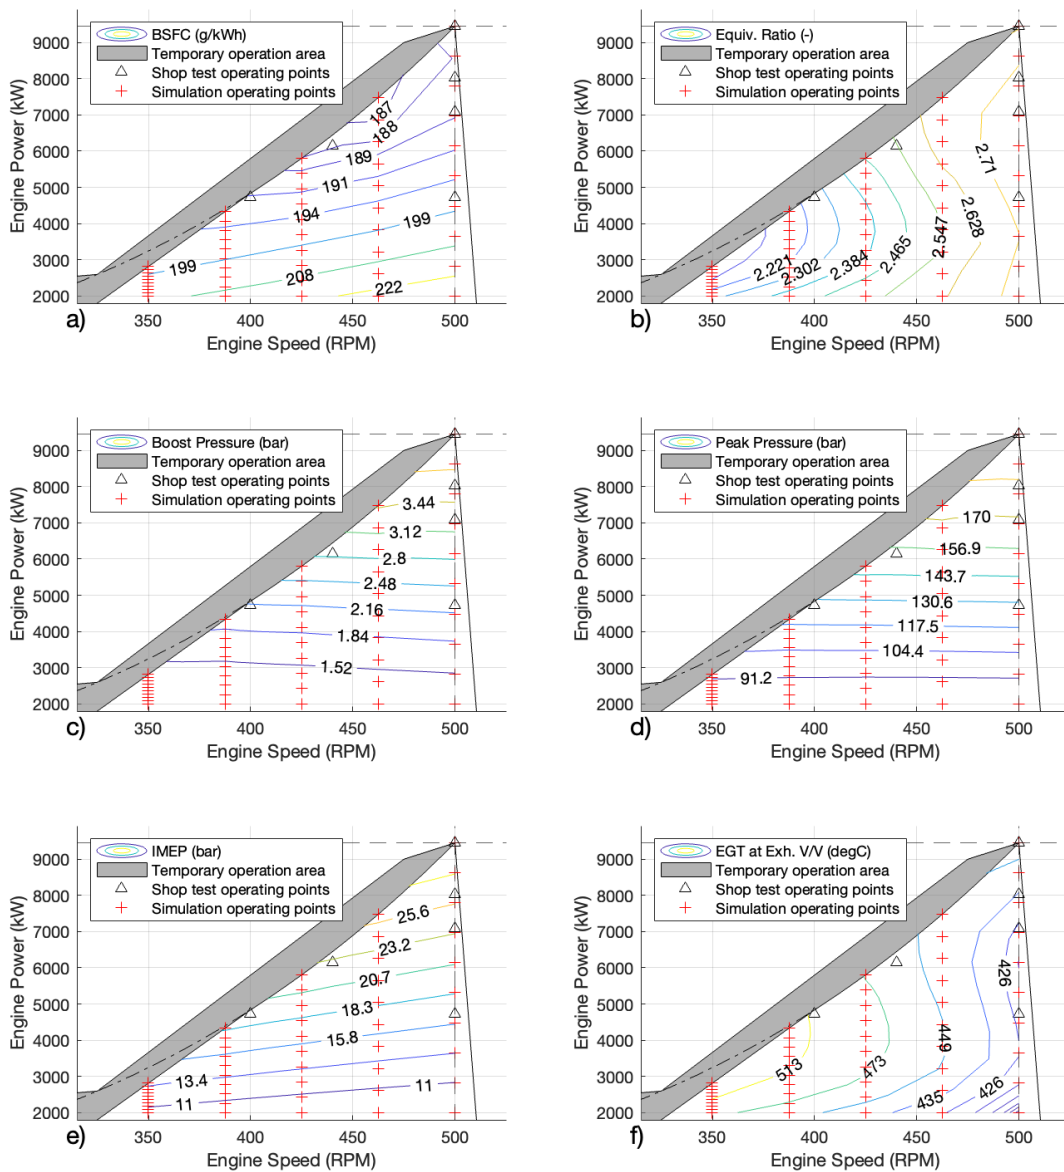 BSFC (g/kWh)
Temporary operation area
Shop test operating points
Simulation operating points
187
188
189
191
194
199
199
208
222
9000
8000
7000
6000
5000
4000
3000
2000
350
400
450
500
Engine Power (kW)
Engine Speed (RPM)
a)
Equiv. Ratio (-)
Temporary operation area
Shop test operating points
Simulation operating points
2.71
2.628
2.547
2.465
2.384
2.302
2.221
9000
8000
7000
6000
5000
4000
3000
2000
350
400
450
500
Engine Power (kW)
Engine Speed (RPM)
b)
Boost Pressure (bar)
Temporary operation area
Shop test operating points
Simulation operating points
3.44
3.12
2.8
2.48
2.16
1.84
1.52
9000
8000
7000
6000
5000
4000
3000
2000
350
400
450
500
Engine Power (kW)
Engine Speed (RPM)
c)
Peak Pressure (bar)
Temporary operation area
Shop test operating points
Simulation operating points
170
156.9
143.7
130.6
117.5
104.4
91.2
9000
8000
7000
6000
5000
4000
3000
2000
350
400
450
500
Engine Power (kW)
Engine Speed (RPM)
d)
IMEP (bar)
Temporary operation area
Shop test operating points
Simulation operating points
25.6
23.2
20.7
18.3
15.8
13.4
11
11
9000
8000
7000
6000
5000
4000
3000
2000
350
400
450
500
Engine Power (kW)
Engine Speed (RPM)
e)
EGT at Exh. V/V (degC)
Temporary operation area
Shop test operating points
Simulation operating points
426
449
473
513
435
426
9000
8000
7000
6000
5000
4000
3000
2000
350
400
450
500
Engine Power (kW)
Engine Speed (RPM)
f)